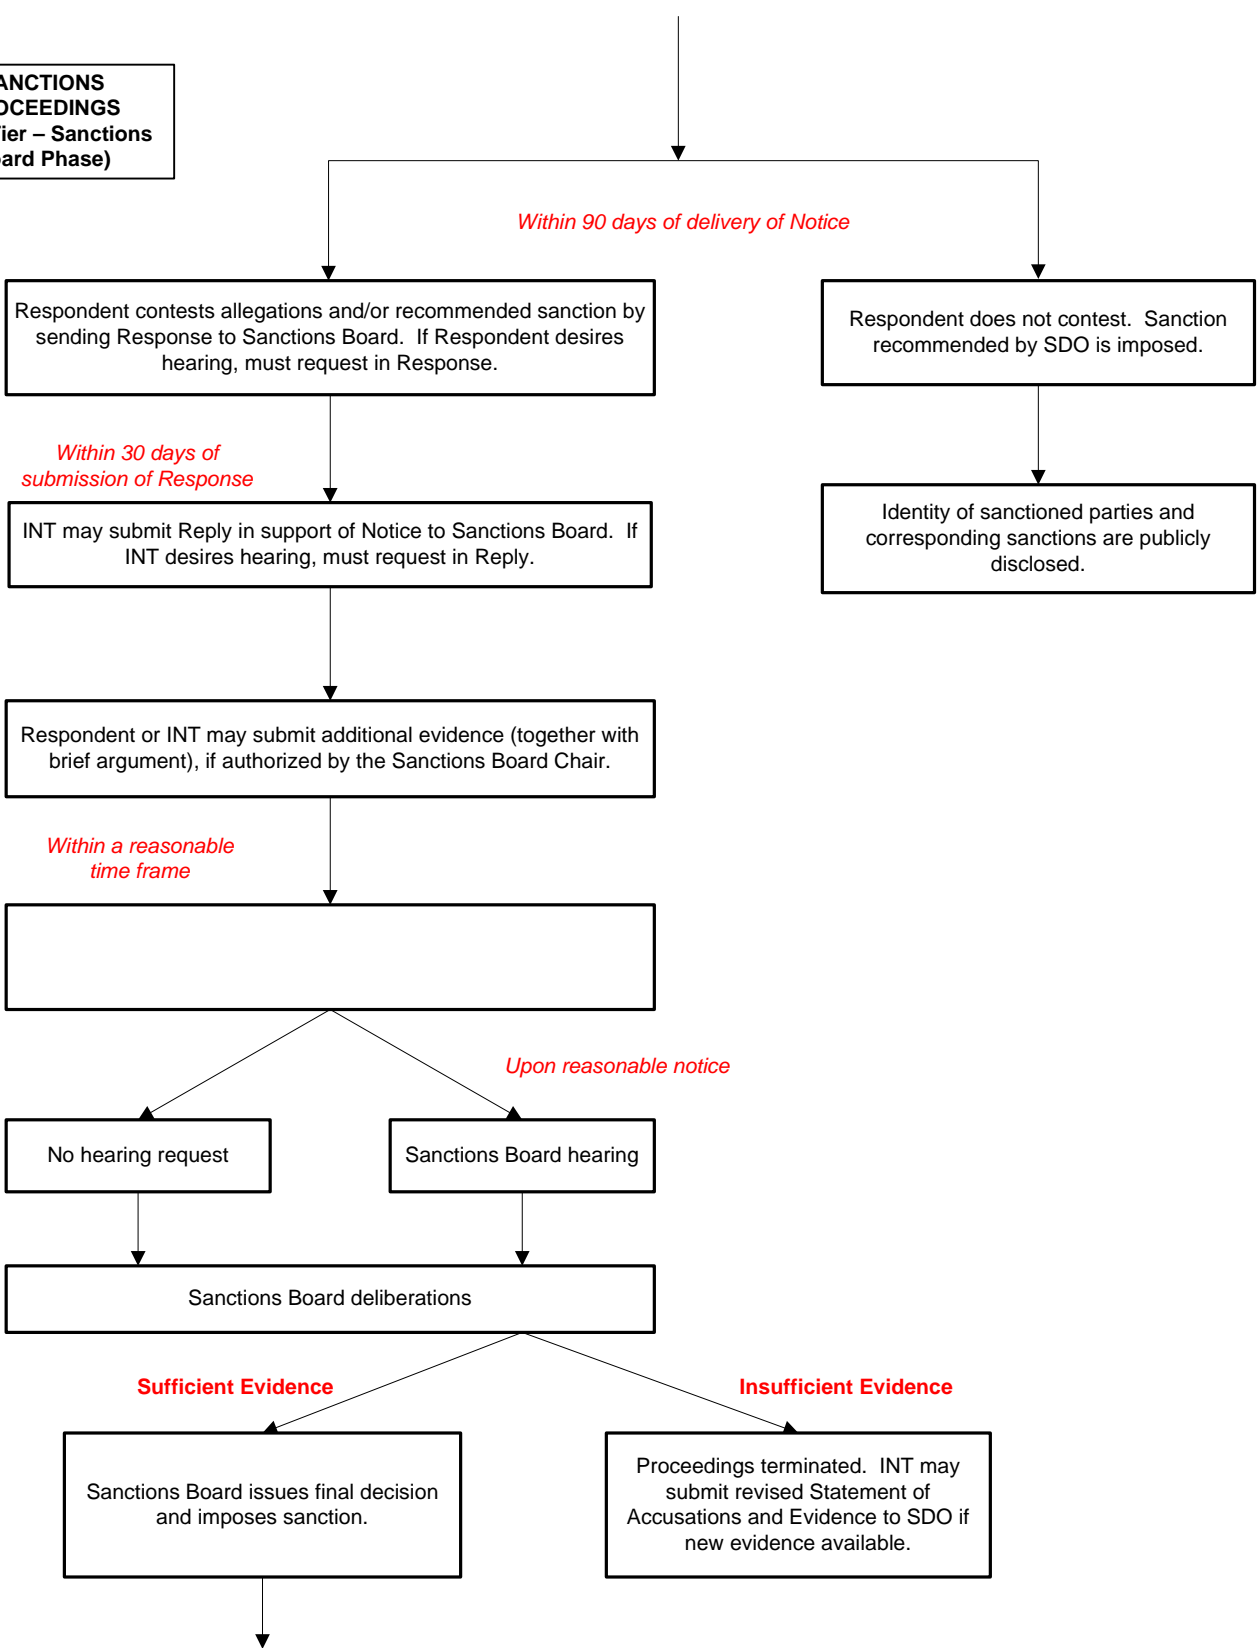 ANCTIONS
OCEEDINGS
ier – Sanctions
ard Phase)
Within 90 days of delivery of Notice
Respondent contests allegations and/or recommended sanction by
sending Response to Sanctions Board.  If Respondent desires
hearing, must request in Response.
Respondent does not contest.  Sanction
recommended by SDO is imposed.
Within 30 days of
submission of Response
INT may submit Reply in support of Notice to Sanctions Board.  If
INT desires hearing, must request in Reply.
Identity of sanctioned parties and
corresponding sanctions are publicly
disclosed.
Respondent or INT may submit additional evidence (together with
brief argument), if authorized by the Sanctions Board Chair.
Within a reasonable
time frame
Upon reasonable notice
No hearing request
Sanctions Board hearing
Sanctions Board deliberations
Sufficient Evidence
Insufficient Evidence
Sanctions Board issues final decision
and imposes sanction.
Proceedings terminated.  INT may
submit revised Statement of
Accusations and Evidence to SDO if
new evidence available.